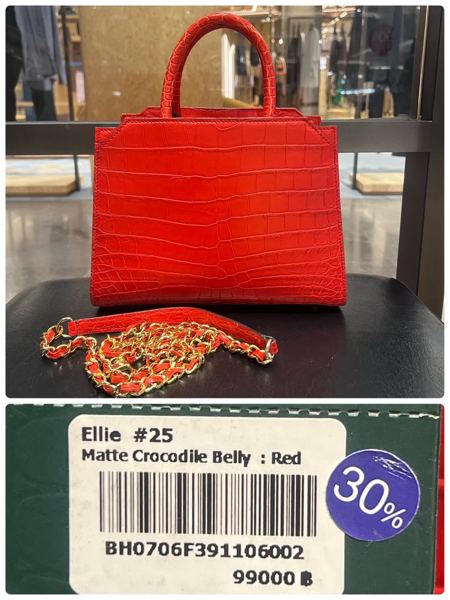 Ellie #25
Matte Crocodile Belly : Red
30%
BH0706F391106002
99000 ฿